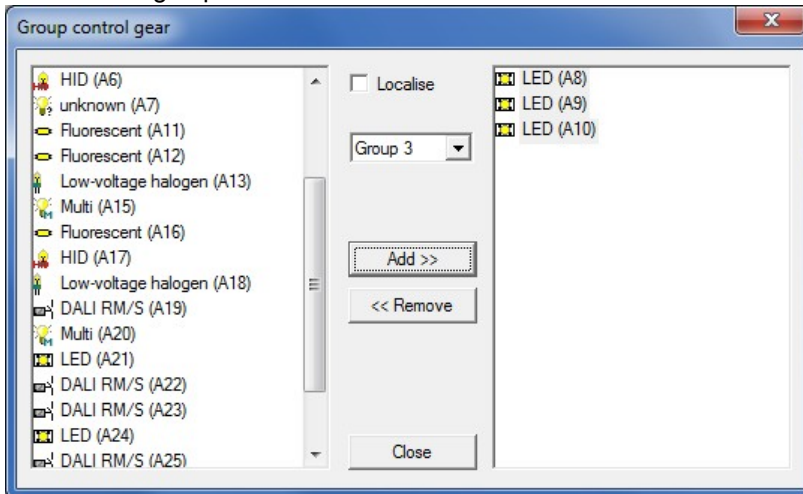 Group control gear
HID (A6)
unknown (A7)
Fluorescent (A11)
Fluorescent (A12)
Low-voltage halogen (A13)
Multi (A15)
Fluorescent (A16)
HID (A17)
Low-voltage halogen (A18)
DALI RM/S (A19)
Multi (A20)
LED (A21)
DALI RM/S (A22)
DALI RM/S (A23)
LED (A24)
DALI RM/S (A25)
Localise
Group 3
Add >>
<< Remove
Close
LED (A8)
LED (A9)
LED (A10)